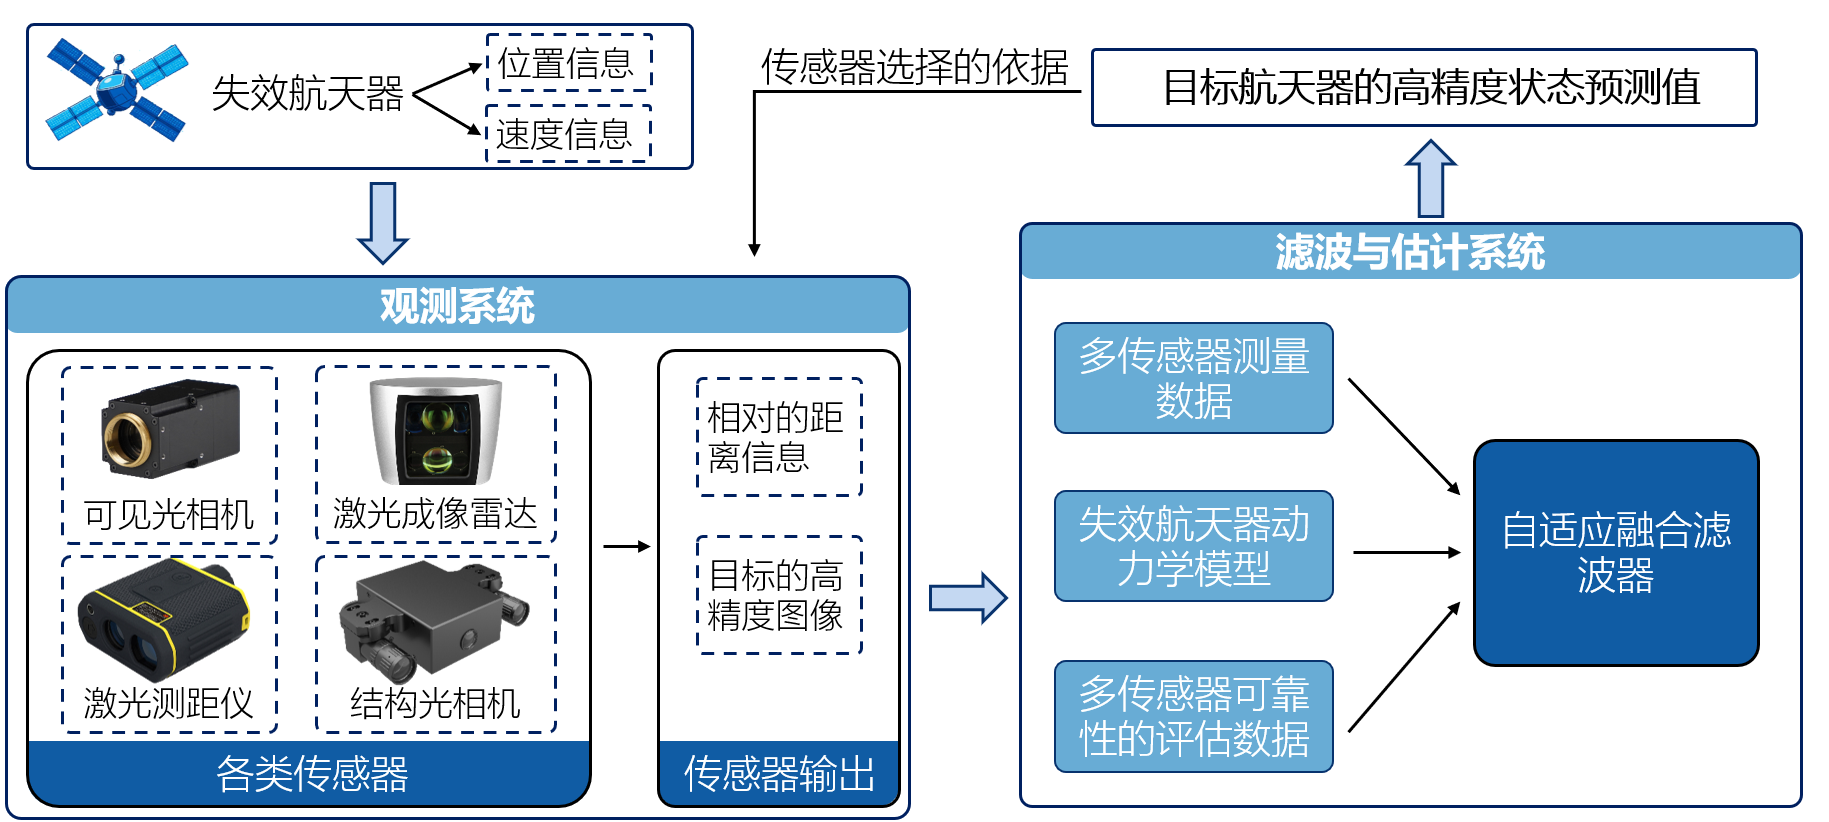 失效航天器
位置信息
速度信息
传感器选择的依据
目标航天器的高精度状态预测值
观测系统
可见光相机
激光成像雷达
激光测距仪
结构光相机
各类传感器
相对的距
离信息
目标的高
精度图像
传感器输出
滤波与估计系统
多传感器测量
数据
失效航天器动
力学模型
多传感器可靠
性的评估数据
自适应融合滤
波器